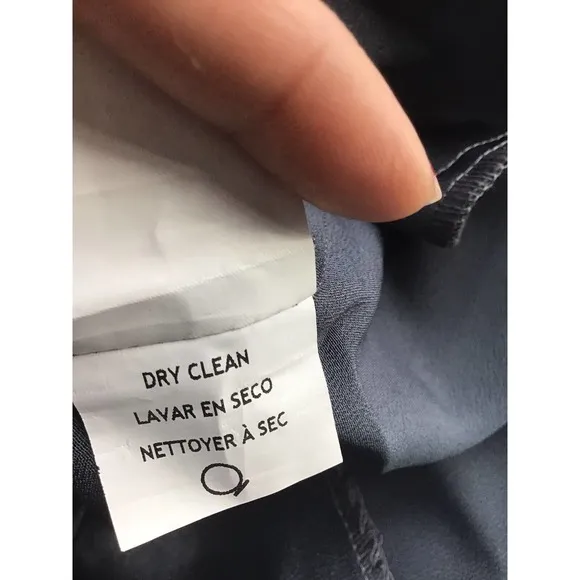 DRY CLEAN
LAVAR EN SECO
NETTOYER À SEC